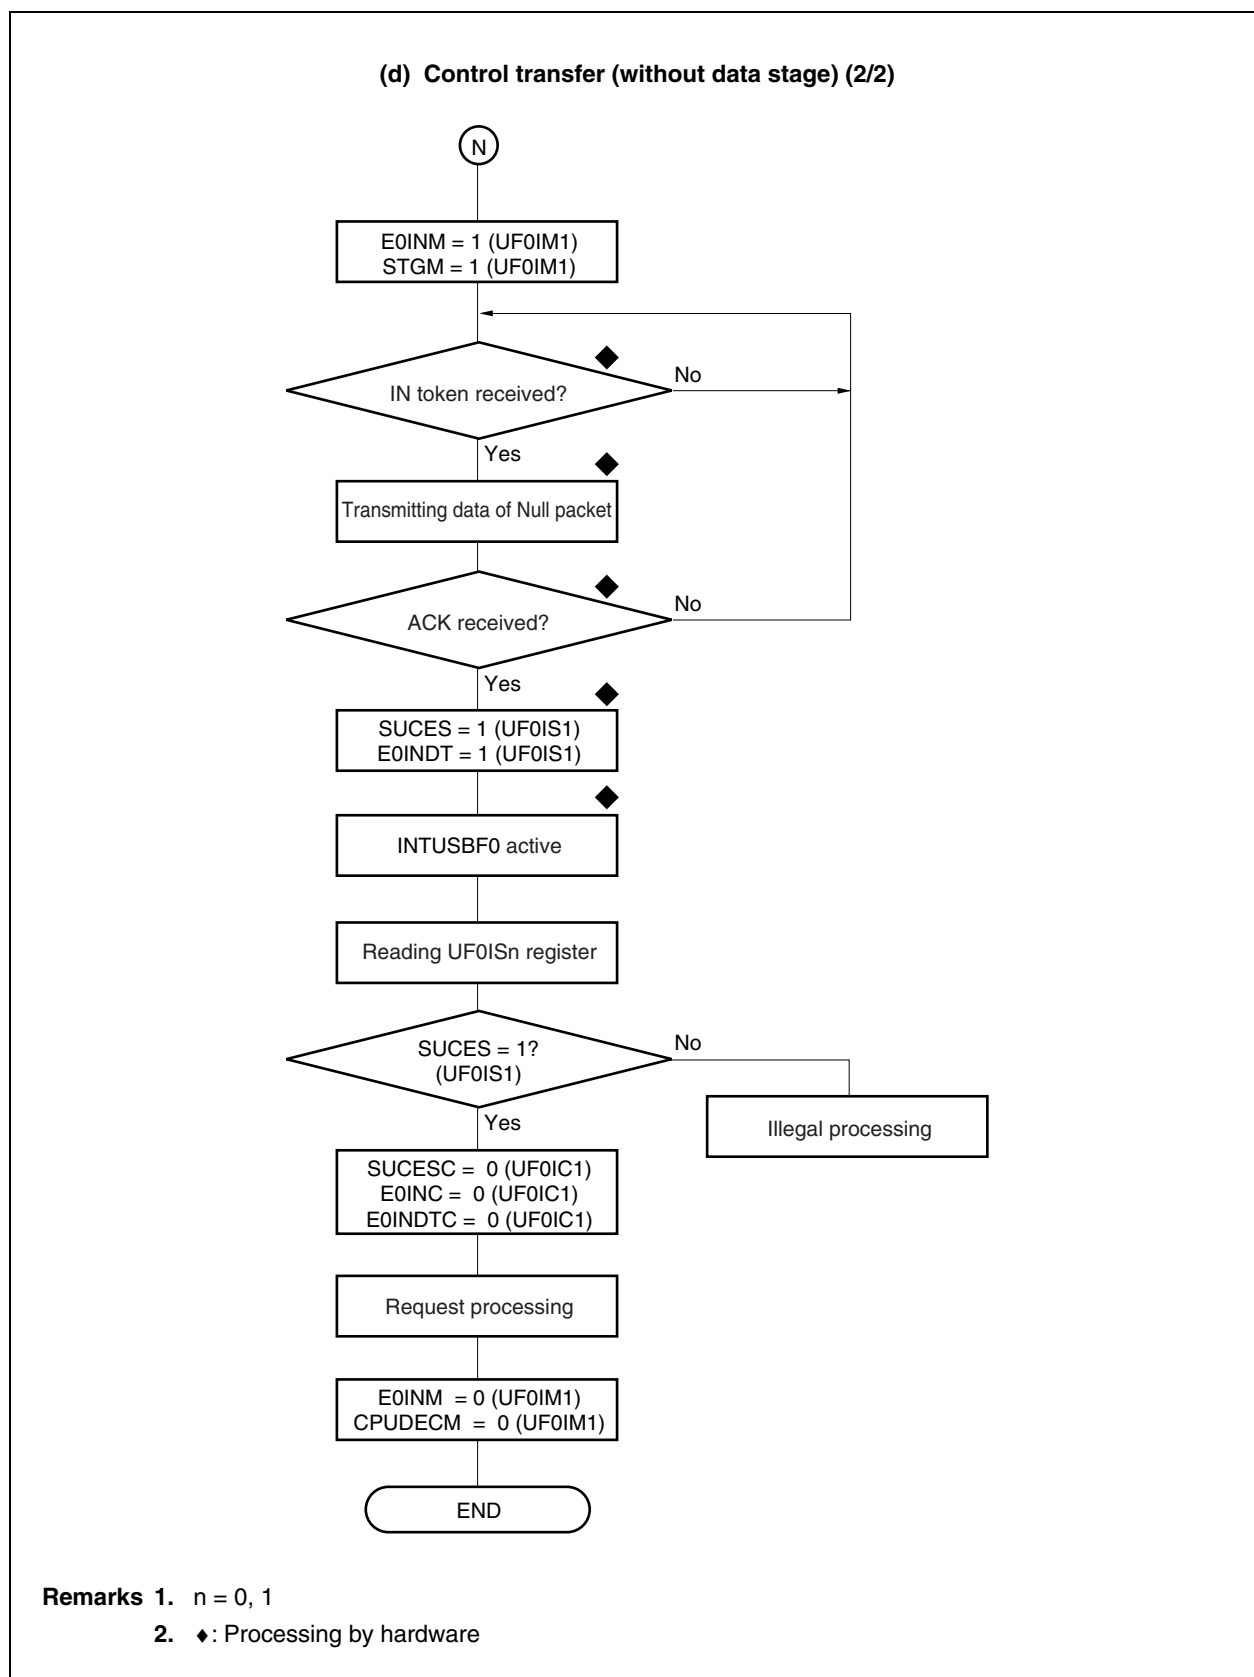 (d) Control transfer (without data stage) (2/2)
N
E0INM = 1 (UF0IM1)
STGM = 1 (UF0IM1)
IN token received?
No
Yes
Transmitting data of Null packet
ACK received?
No
Yes
SUCES = 1 (UF0IS1)
E0INDT = 1 (UF0IS1)
INTUSBF0 active
Reading UF0ISn register
SUCES = 1?
(UF0IS1)
No
Yes
Illegal processing
SUCESC = 0 (UF0IC1)
E0INC = 0 (UF0IC1)
E0INDTC = 0 (UF0IC1)
Request processing
E0INM = 0 (UF0IM1)
CPUDECM = 0 (UF0IM1)
END
Remarks 1. n = 0, 1
2. ♦: Processing by hardware